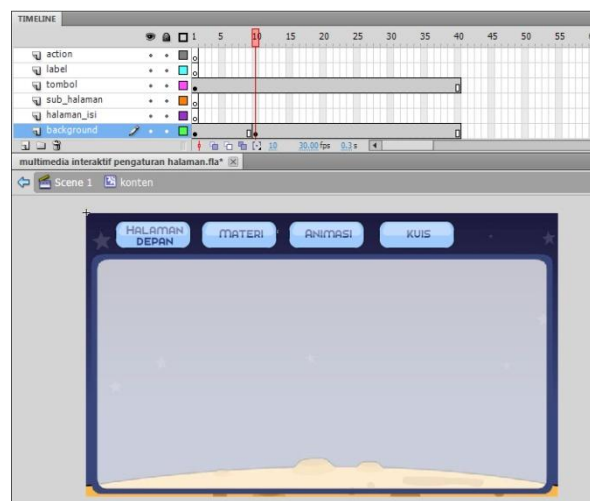 TIMELINE
1 5 10 15 20 25 30 35 40 45 50 55
action
label
tombol
sub_halaman
halaman_isi
background
10 30.00 fps 0.3 s
multimedia interaktif pengaturan halaman.fla*
Scene 1 konten
HALAMAN DEPAN
MATERI
ANIMASI
KUIS